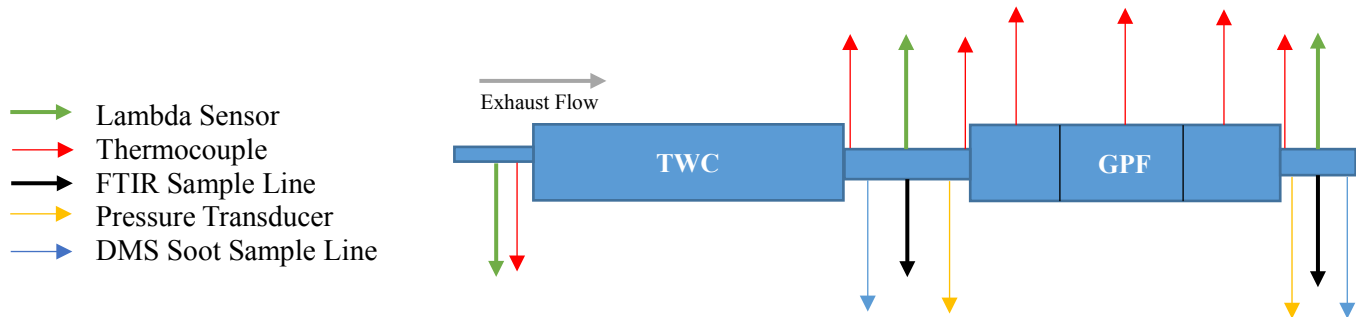 Exhaust Flow
Lambda Sensor
Thermocouple
FTIR Sample Line
Pressure Transducer
DMS Soot Sample Line
TWC
GPF